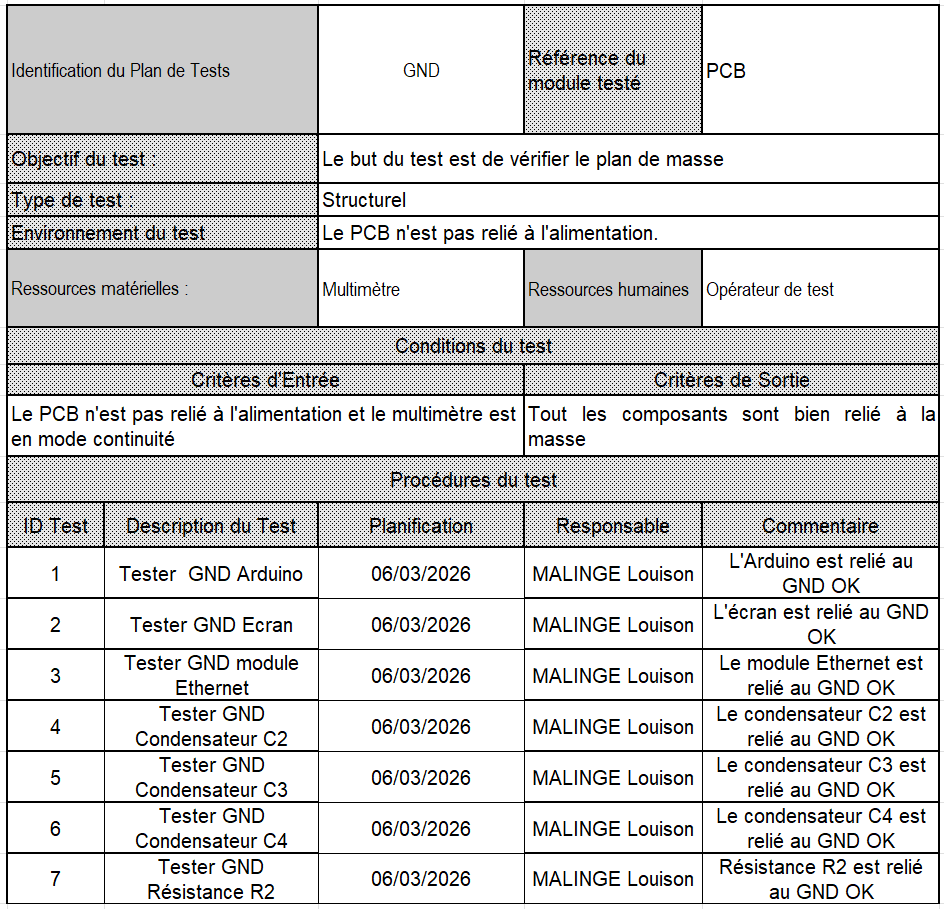 Identification du Plan de Tests
GND
Référence du
module testé
PCB
Objectif du test :
Le but du test est de vérifier le plan de masse
Type de test :
Structurel
Environnement du test
Le PCB n'est pas relié à l'alimentation.
Ressources matérielles :
Multimètre
Ressources humaines
Opérateur de test
Conditions du test
Critères d'Entrée
Critères de Sortie
Le PCB n'est pas relié à l'alimentation et le multimètre est
en mode continuité
Tout les composants sont bien relié à la
masse
Procédures du test
ID Test
Description du Test
Planification
Responsable
Commentaire
1
Tester GND Arduino
06/03/2026
MALINGE Louison
L'Arduino est relié au
GND OK
2
Tester GND Ecran
06/03/2026
MALINGE Louison
L'écran est relié au GND
OK
3
Tester GND module
Ethernet
06/03/2026
MALINGE Louison
Le module Ethernet est
relié au GND OK
4
Tester GND
Condensateur C2
06/03/2026
MALINGE Louison
Le condensateur C2 est
relié au GND OK
5
Tester GND
Condensateur C3
06/03/2026
MALINGE Louison
Le condensateur C3 est
relié au GND OK
6
Tester GND
Condensateur C4
06/03/2026
MALINGE Louison
Le condensateur C4 est
relié au GND OK
7
Tester GND
Résistance R2
06/03/2026
MALINGE Louison
Résistance R2 est relié
au GND OK